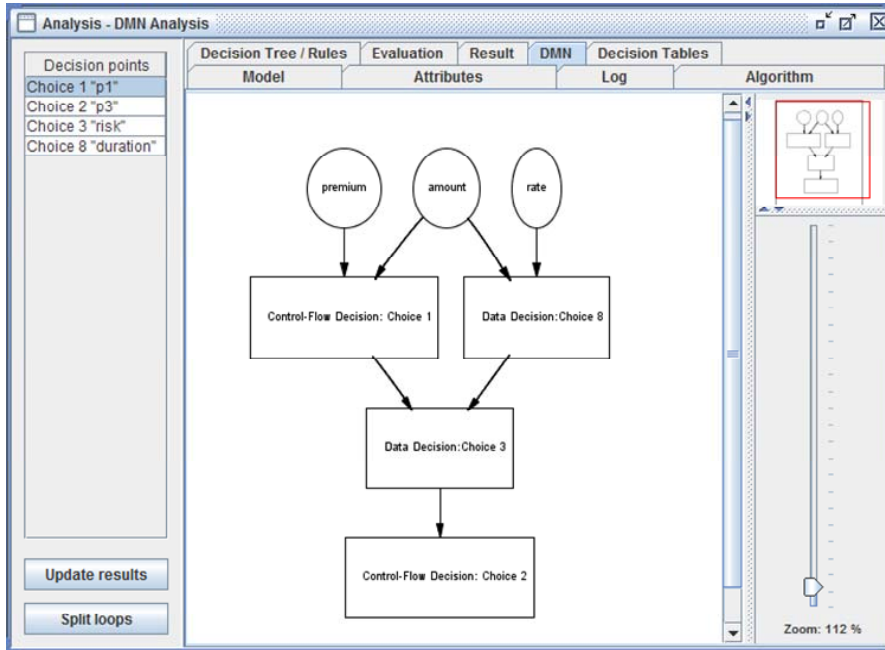 Analysis - DMN Analysis
Decision points
Choice 1 "p1"
Choice 2 "p3"
Choice 3 "risk"
Choice 8 "duration"
Update results
Split loops
Decision Tree / Rules Evaluation Result DMN Decision Tables
Model Attributes Log Algorithm
premium amount rate
Control-Flow Decision: Choice 1 Data Decision:Choice 8
Data Decision:Choice 3
Control-Flow Decision: Choice 2
Zoom: 112 %